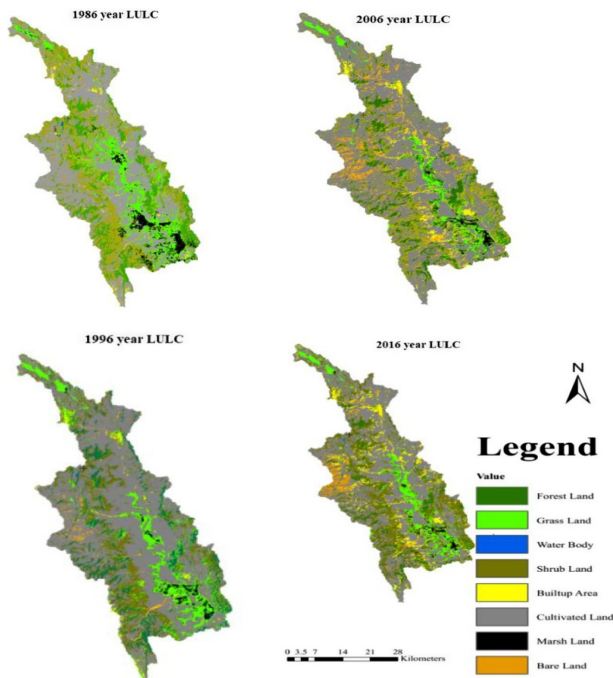 1986 year LULC
2006 year LULC
1996 year LULC
2016 year LULC
N
Legend
Value
Forest Land
Grass Land
Water Body
Shrub Land
Builtup Area
Cultivated Land
Marsh Land
Bare Land
0 3.5 7 14 21 28
Kilometers